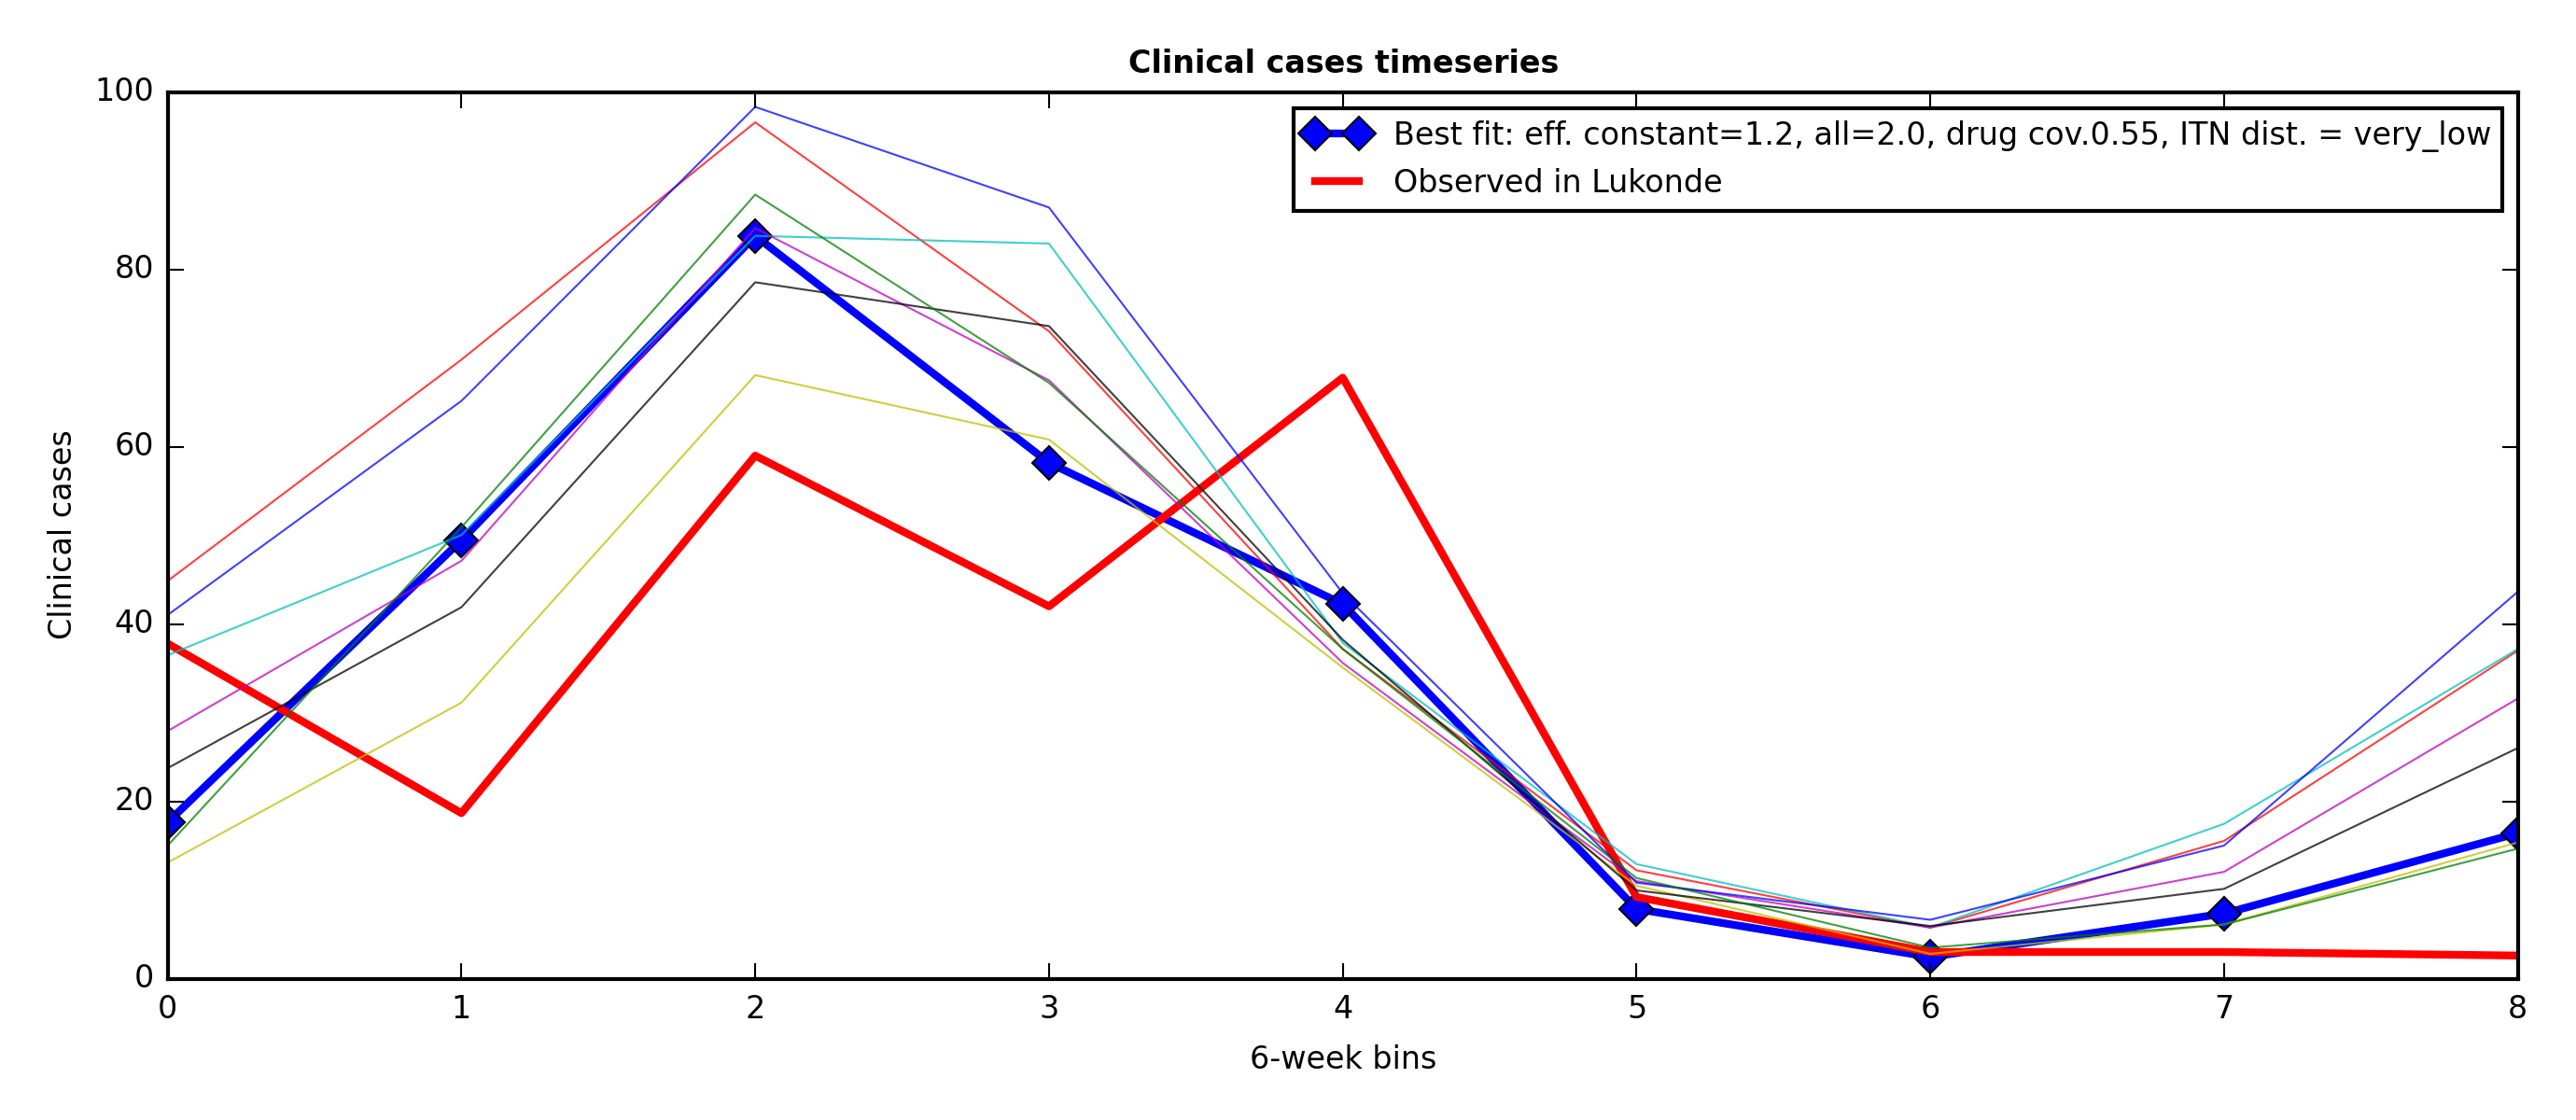 Clinical cases timeseries
100
80
60
40
20
0
Clinical cases
Best fit: eff. constant=1.2, all=2.0, drug cov.0.55, ITN dist. = very_low
Observed in Lukonde
0 1 2 3 4 5 6 7 8
6-week bins